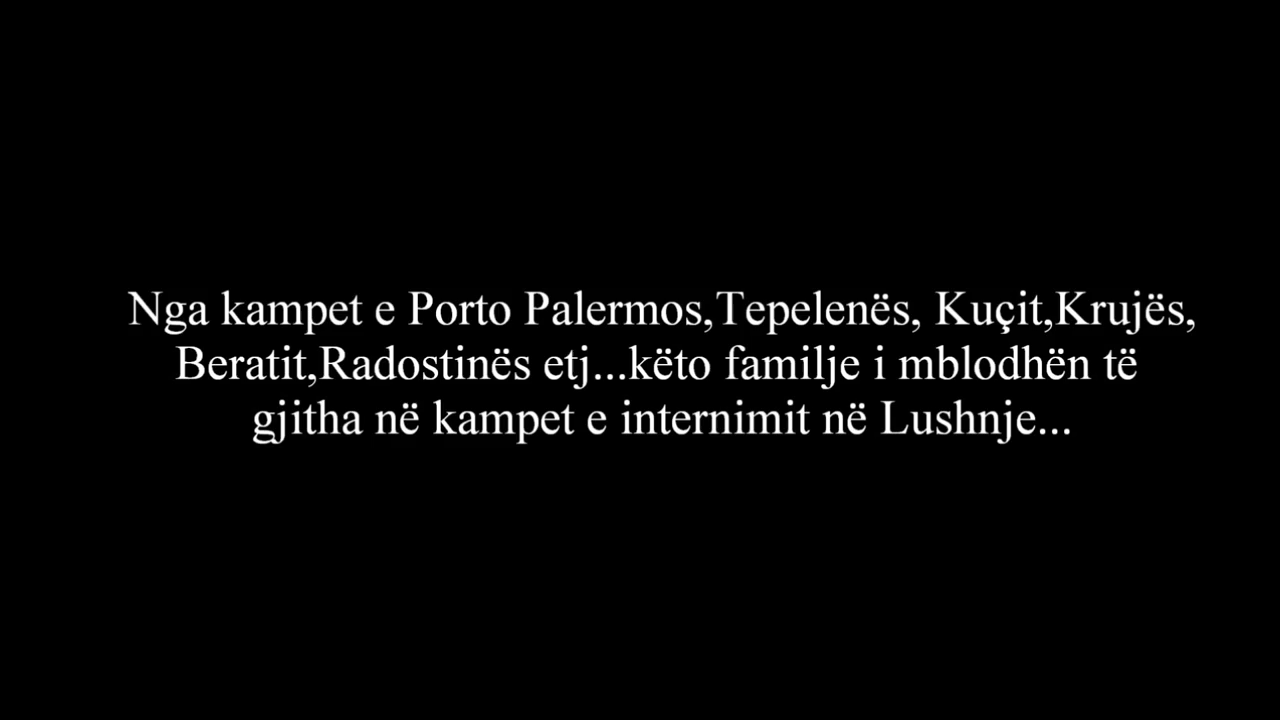 Nga kampet e Porto Palermos,Tepelenës, Kuçit,Krujës,
Beratit,Radostinës etj...këto familje i mblodhën të
gjitha në kampet e internimit në Lushnje...